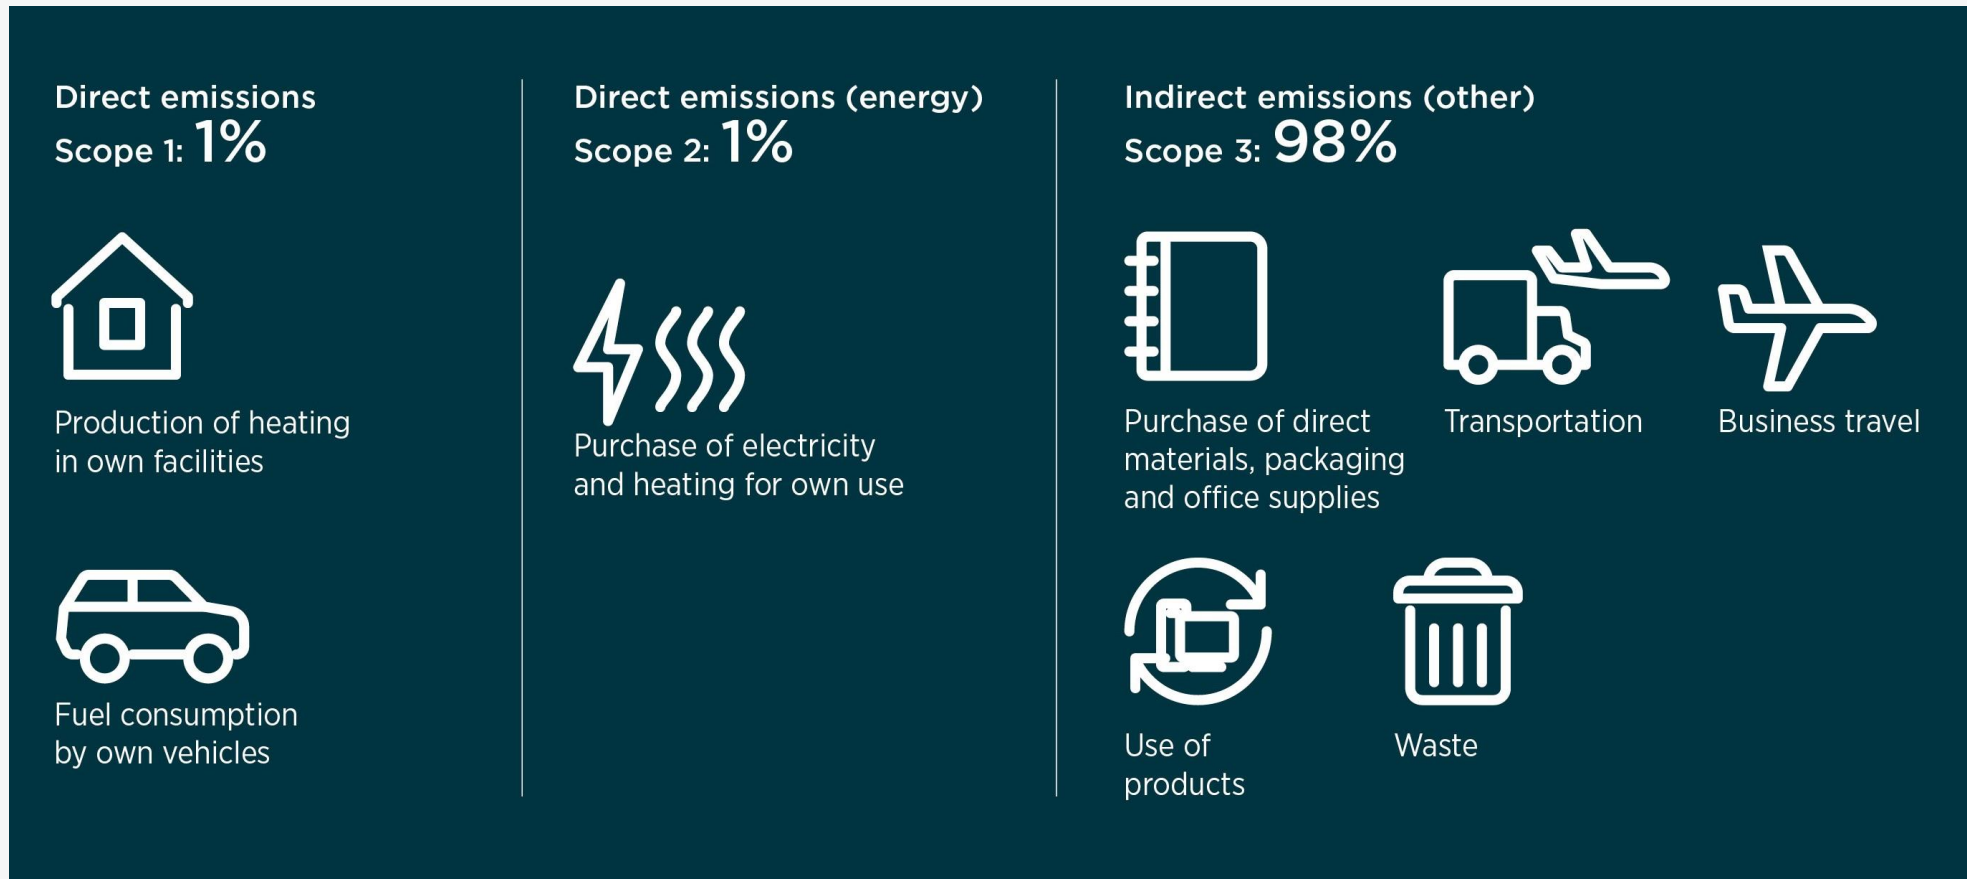 Direct emissions
Scope 1: 1%
Production of heating
in own facilities
Fuel consumption
by own vehicles
Direct emissions (energy)
Scope 2: 1%
Purchase of electricity
and heating for own use
Indirect emissions (other)
Scope 3: 98%
Purchase of direct
materials, packaging
and office supplies
Transportation
Business travel
Use of
products
Waste